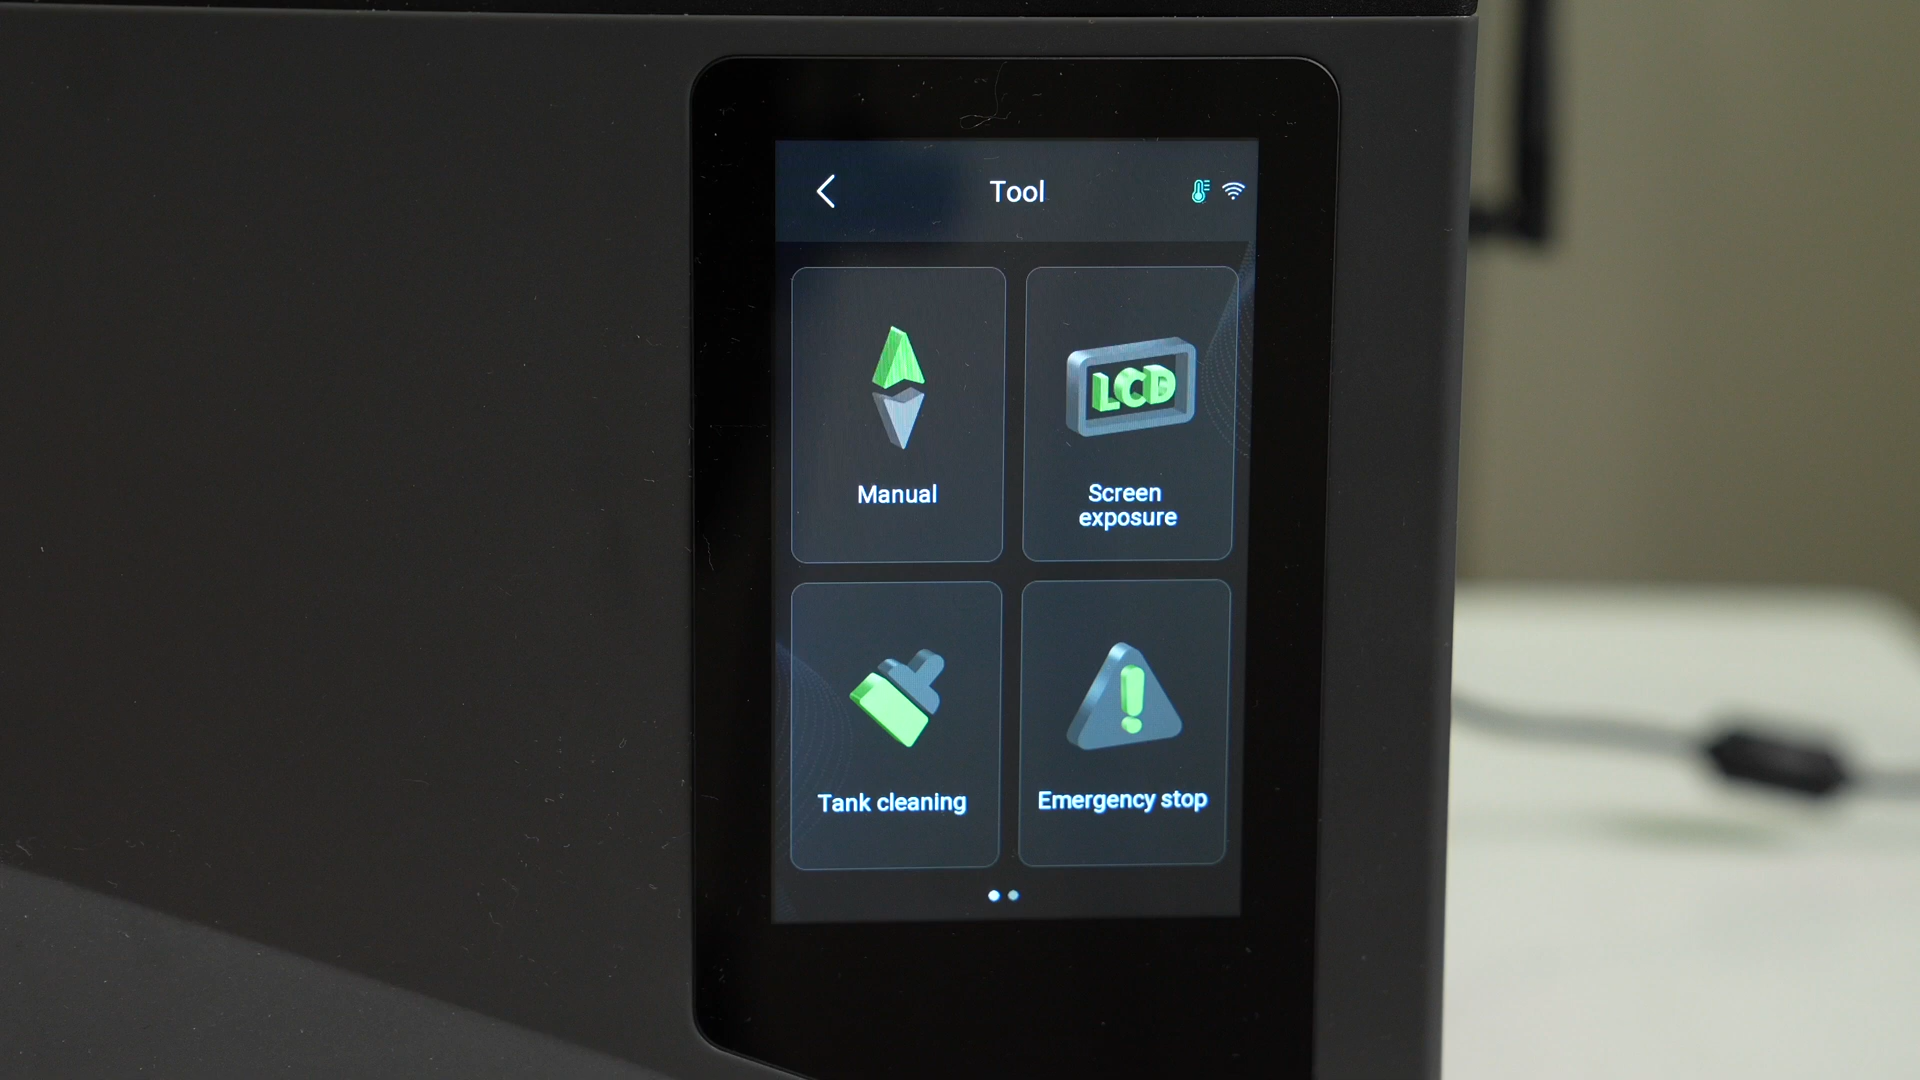 Tool
LCD
Manual
Screen
exposure
Tank cleaning
Emergency stop